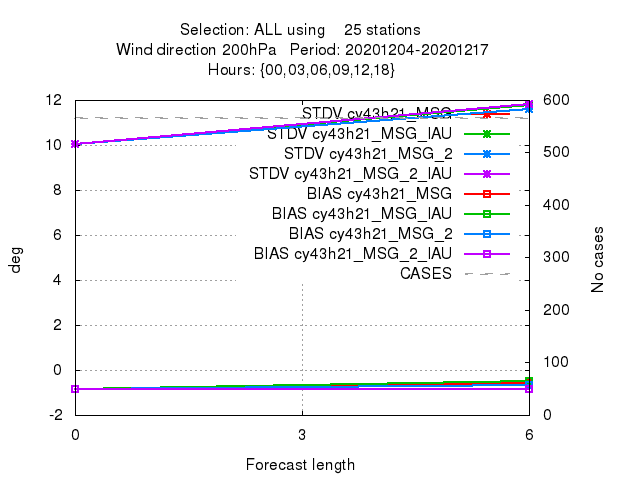 Selection: ALL using 25 stations
Wind direction 200hPa Period: 20201204-20201217
Hours: {00,03,06,09,12,18}
12
10
8
6
4
2
0
-2
600
500
400
300
200
100
0
deg
No cases
STDV cy43h21_MSG
STDV cy43h21_MSG_IAU
STDV cy43h21_MSG_2
STDV cy43h21_MSG_2_IAU
BIAS cy43h21_MSG
BIAS cy43h21_MSG_IAU
BIAS cy43h21_MSG_2
BIAS cy43h21_MSG_2_IAU
CASES
0 3 6
Forecast length